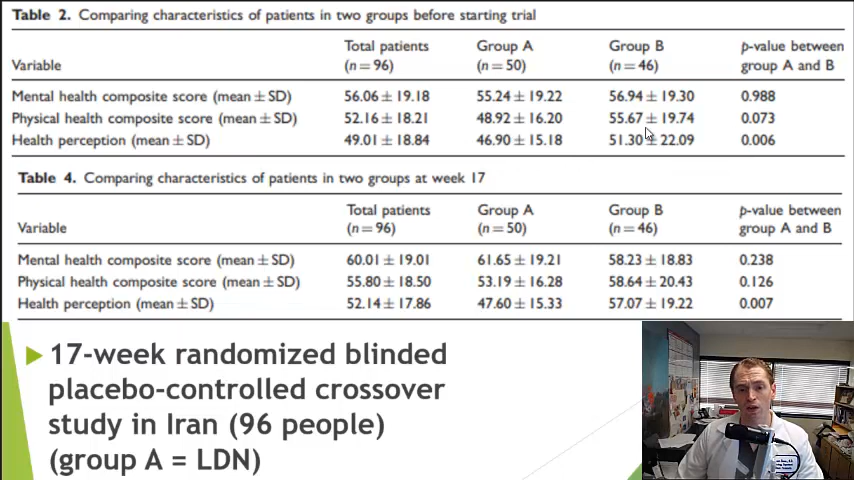 Table 2. Comparing characteristics of patients in two groups before starting trial
Total patients Group A Group B p-value between
Variable (n = 96) (n = 50) (n = 46) group A and B
Mental health composite score (mean ± SD) 56.06 ± 19.18 55.24 ± 19.22 56.94 ± 19.30 0.988
Physical health composite score (mean ± SD) 52.16 ± 18.21 48.92 ± 16.20 55.67 ± 19.74 0.073
Health perception (mean ± SD) 49.01 ± 18.84 46.90 ± 15.18 51.30 ± 22.09 0.006
Table 4. Comparing characteristics of patients in two groups at week 17
Total patients Group A Group B p-value between
Variable (n = 96) (n = 50) (n = 46) group A and B
Mental health composite score (mean ± SD) 60.01 ± 19.01 61.65 ± 19.21 58.23 ± 18.83 0.238
Physical health composite score (mean ± SD) 55.80 ± 18.50 53.19 ± 16.28 58.64 ± 20.43 0.126
Health perception (mean ± SD) 52.14 ± 17.86 47.60 ± 15.33 57.07 ± 19.22 0.007
17-week randomized blinded
placebo-controlled crossover
study in Iran (96 people)
(group A = LDN)